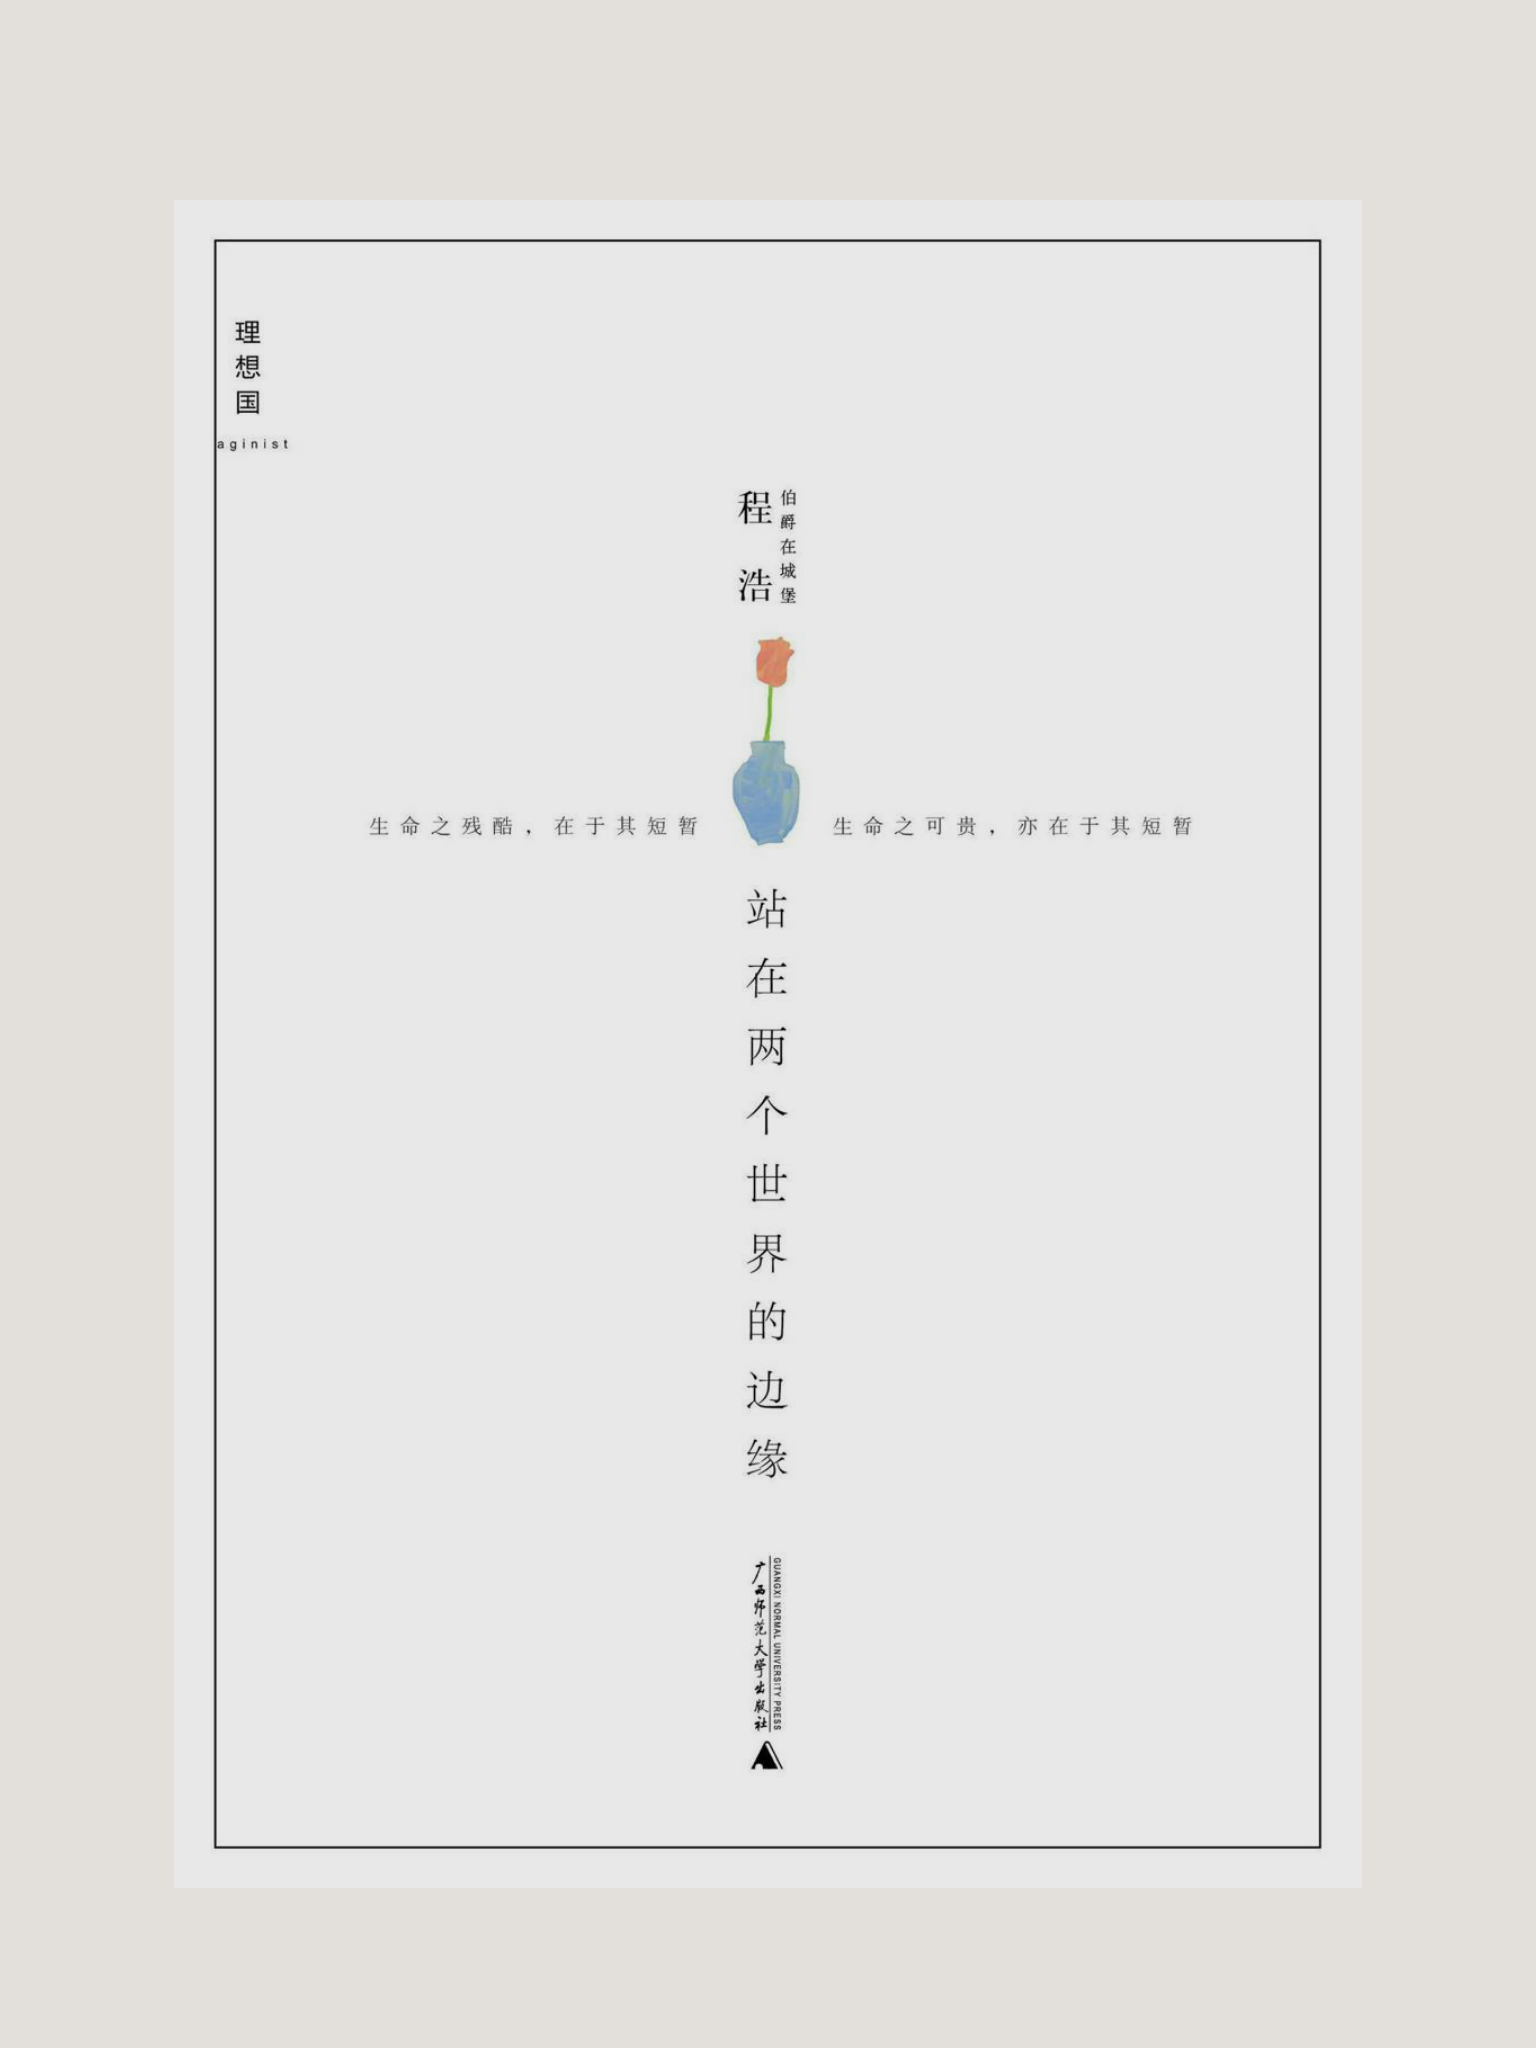 理想国
aginist
程浩
伯爵在城堡
生命之残酷，在于其短暂
生命之可贵，亦在于其短暂
站在两个世界的边缘
广西师范大学出版社
GUANGXI NORMAL UNIVERSITY PRESS